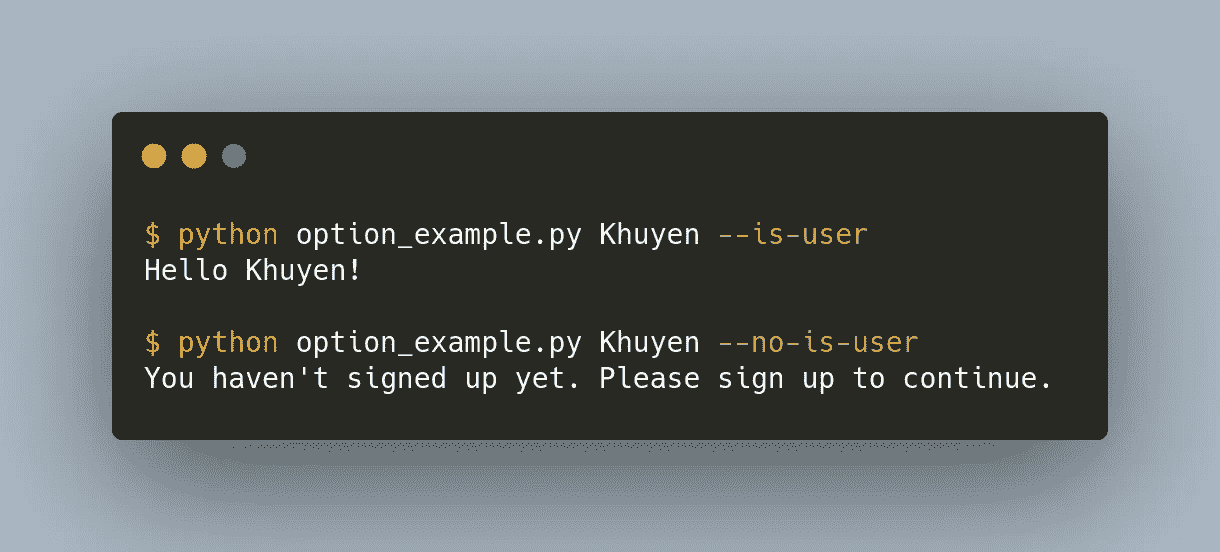 $ python option_example.py Khuyen --is-user
Hello Khuyen!
$ python option_example.py Khuyen --no-is-user
You haven't signed up yet. Please sign up to continue.